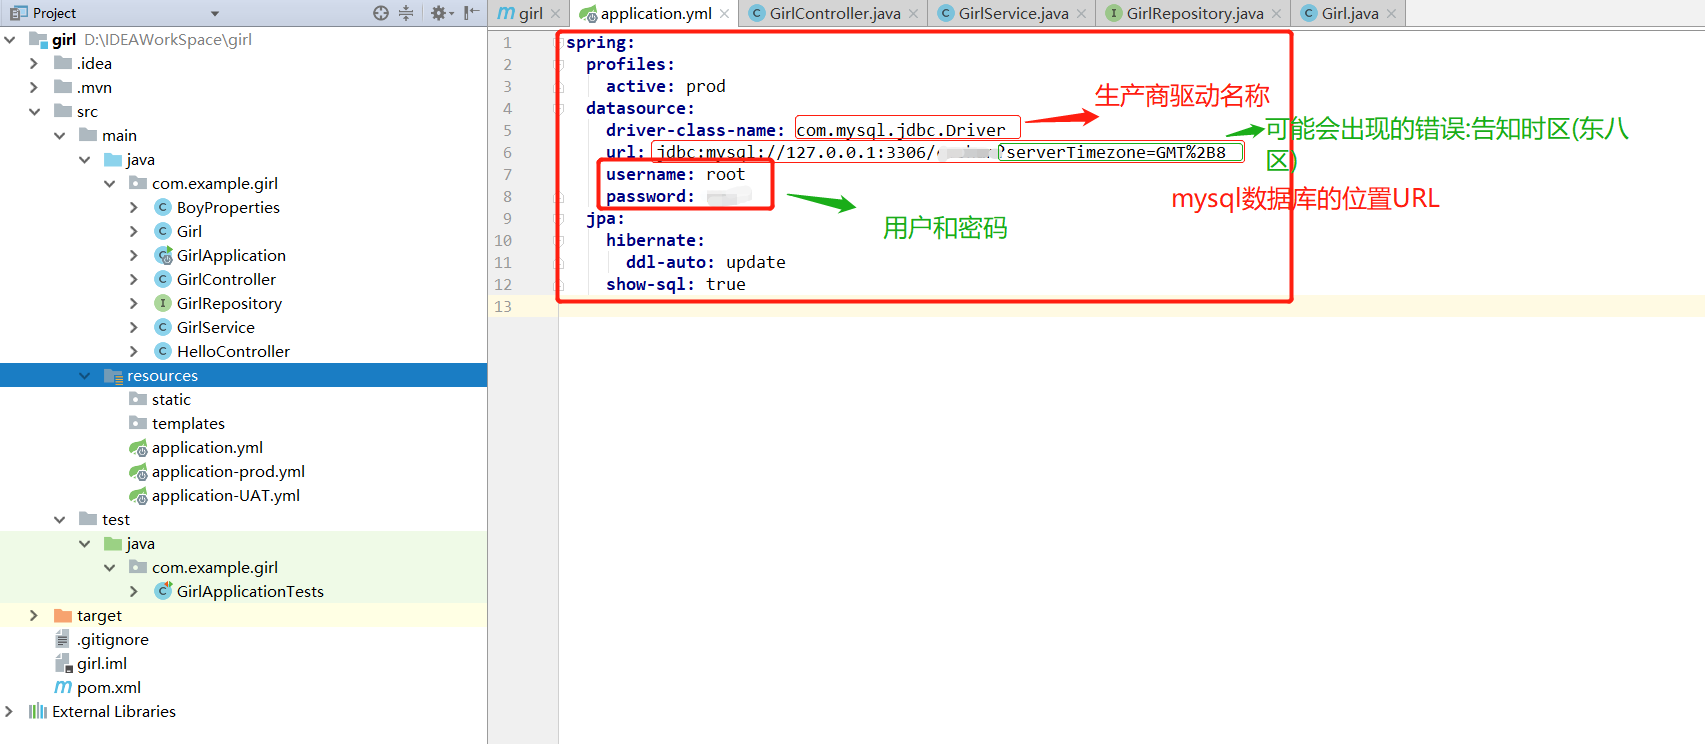 Project
girl D:\IDEAWorkSpace\girl
.idea
.mvn
src
main
java
com.example.girl
BoyProperties
Girl
GirlApplication
GirlController
GirlRepository
GirlService
HelloController
resources
static
templates
application.yml
application-prod.yml
application-UAT.yml
test
java
com.example.girl
GirlApplicationTests
target
.gitignore
girl.iml
pom.xml
External Libraries
girl
application.yml
GirlController.java
GirlService.java
GirlRepository.java
Girl.java
1 spring:
2 profiles:
3 active: prod
4 datasource:
5 driver-class-name: com.mysql.jdbc.Driver
6 url: jdbc:mysql://127.0.0.1:3306/ ?serverTimezone=GMT%2B8
7 username: root
8 password:
9 jpa:
10 hibernate:
11 ddl-auto: update
12 show-sql: true
13
生产商驱动名称
可能会出现的错误:告知时区(东八
区)
mysql数据库的位置URL
用户和密码